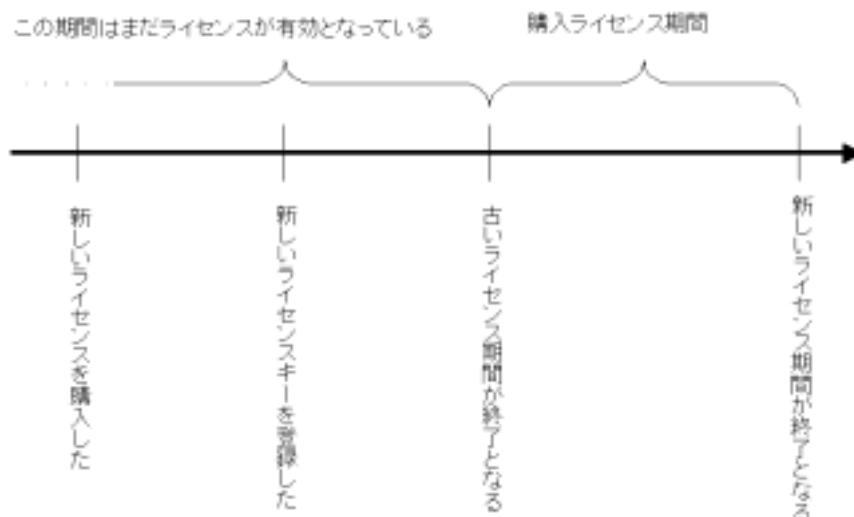 この期間はまだライセンスが有効となっている
購入ライセンス期間
新しいライセンスを購入した
新しいライセンスキーを登録した
古いライセンス期間が終了となる
新しいライセンス期間が終了となる